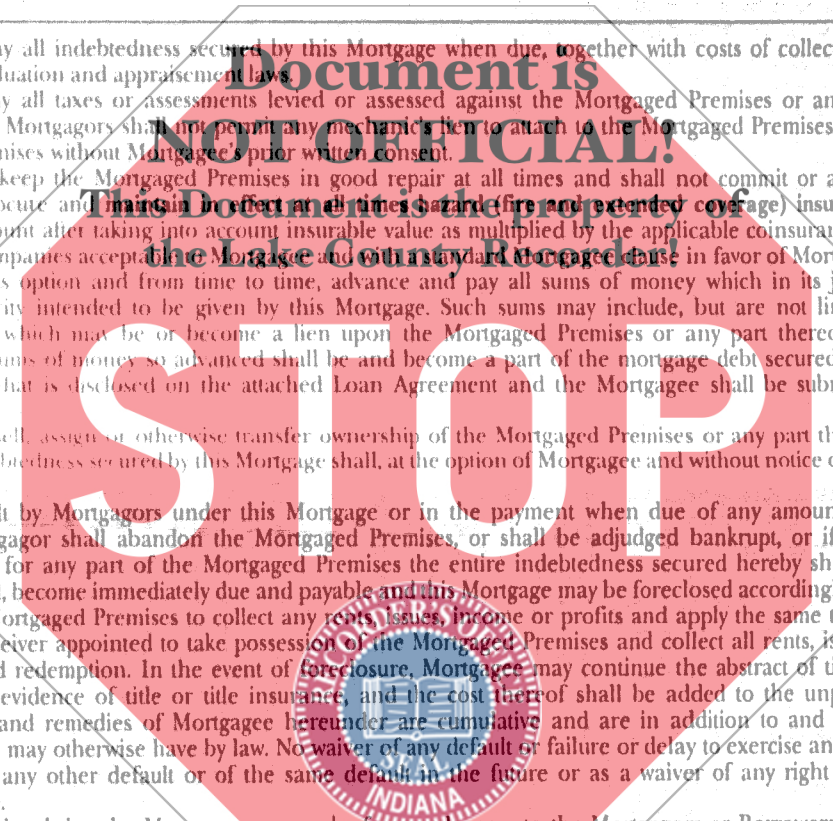 y all indebtedness secured by this Mortgage when due, together with costs of collec
luation and appraisement laws.
Document is
y all taxes or assessments levied or assessed against the Mortgaged Premises or an
Mortgagors shall not permit any mechanic's lien to attach to the Mortgaged Premises
NOT OFFICIAL!
nises without Mortgagee's prior written consent.
keep the Mortgaged Premises in good repair at all times and shall not commit or a
ocute and maintain in effect at all times hazard (fire and extended coverage) insu
This Document is the property of
unt after taking into account insurable value as multiplied by the applicable coinsuran
mpanies acceptable to Mortgagee and with a standard Mortgagee clause in favor of Mor
the Lake County Recorder!
s option and from time to time, advance and pay all sums of money which in its j
ity intended to be given by this Mortgage. Such sums may include, but are not li
which may be or become a lien upon the Mortgaged Premises or any part thereo
ums of money so advanced shall be and become a part of the mortgage debt secured
hat is disclosed on the attached Loan Agreement and the Mortgagee shall be subr
STOP
ell, assign or otherwise transfer ownership of the Mortgaged Premises or any part th
btedness secured by this Mortgage shall, at the option of Mortgagee and without notice o
lt by Mortgagors under this Mortgage or in the payment when due of any amoun
gagor shall abandon the Mortgaged Premises, or shall be adjudged bankrupt, or if
for any part of the Mortgaged Premises the entire indebtedness secured hereby sh
, become immediately due and payable and this Mortgage may be foreclosed according
ortgaged Premises to collect any rents, issues, income or profits and apply the same
eiver appointed to take possession of the Mortgaged Premises and collect all rents, is
d redemption. In the event of foreclosure, Mortgagee may continue the abstract of ti
evidence of title or title insurance, and the cost thereof shall be added to the unp
and remedies of Mortgagee hereunder are cumulative and are in addition to and
may otherwise have by law. No waiver of any default or failure or delay to exercise an
any other default or of the same default in the future or as a waiver of any right
SEAL
INDIANA